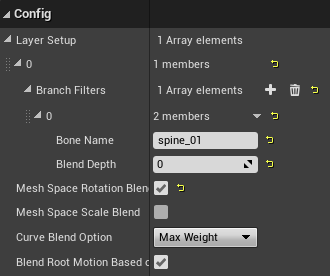 Config
Layer Setup 1 Array elements
0 1 members
Branch Filters 1 Array elements
0 2 members
Bone Name spine_01
Blend Depth 0
Mesh Space Rotation Blen
Mesh Space Scale Blend
Curve Blend Option Max Weight
Blend Root Motion Based o